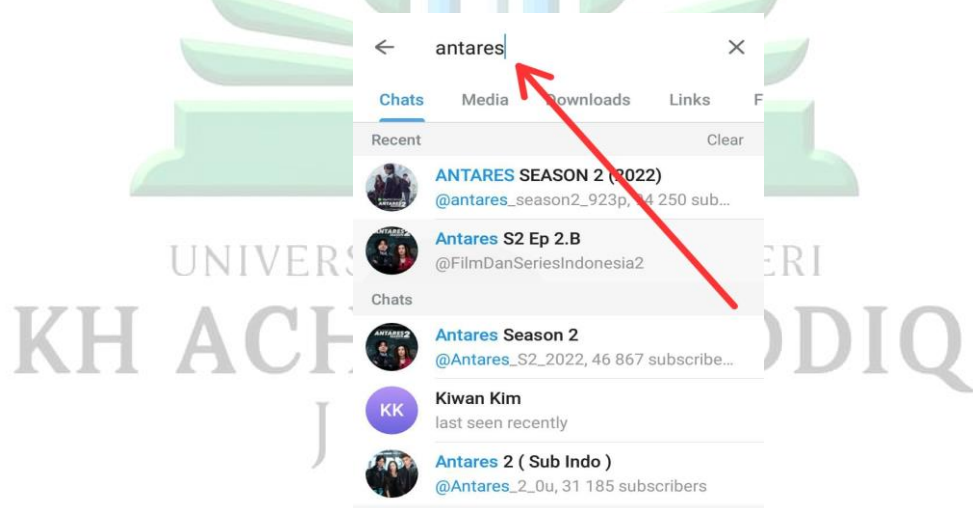 antares
Chats Media Downloads Links F
Recent Clear
ANTARES SEASON 2 (2022)
@antares_season2_923p, 94 250 sub...
Antares S2 Ep 2.B
@FilmDanSeriesIndonesia2
Chats
Antares Season 2
@Antares_S2_2022, 46 867 subscribe...
KK
Kiwan Kim
last seen recently
Antares 2 ( Sub Indo )
@Antares_2_0u, 31 185 subscribers
UNIVERS ERI
KH ACH DDIQ
J